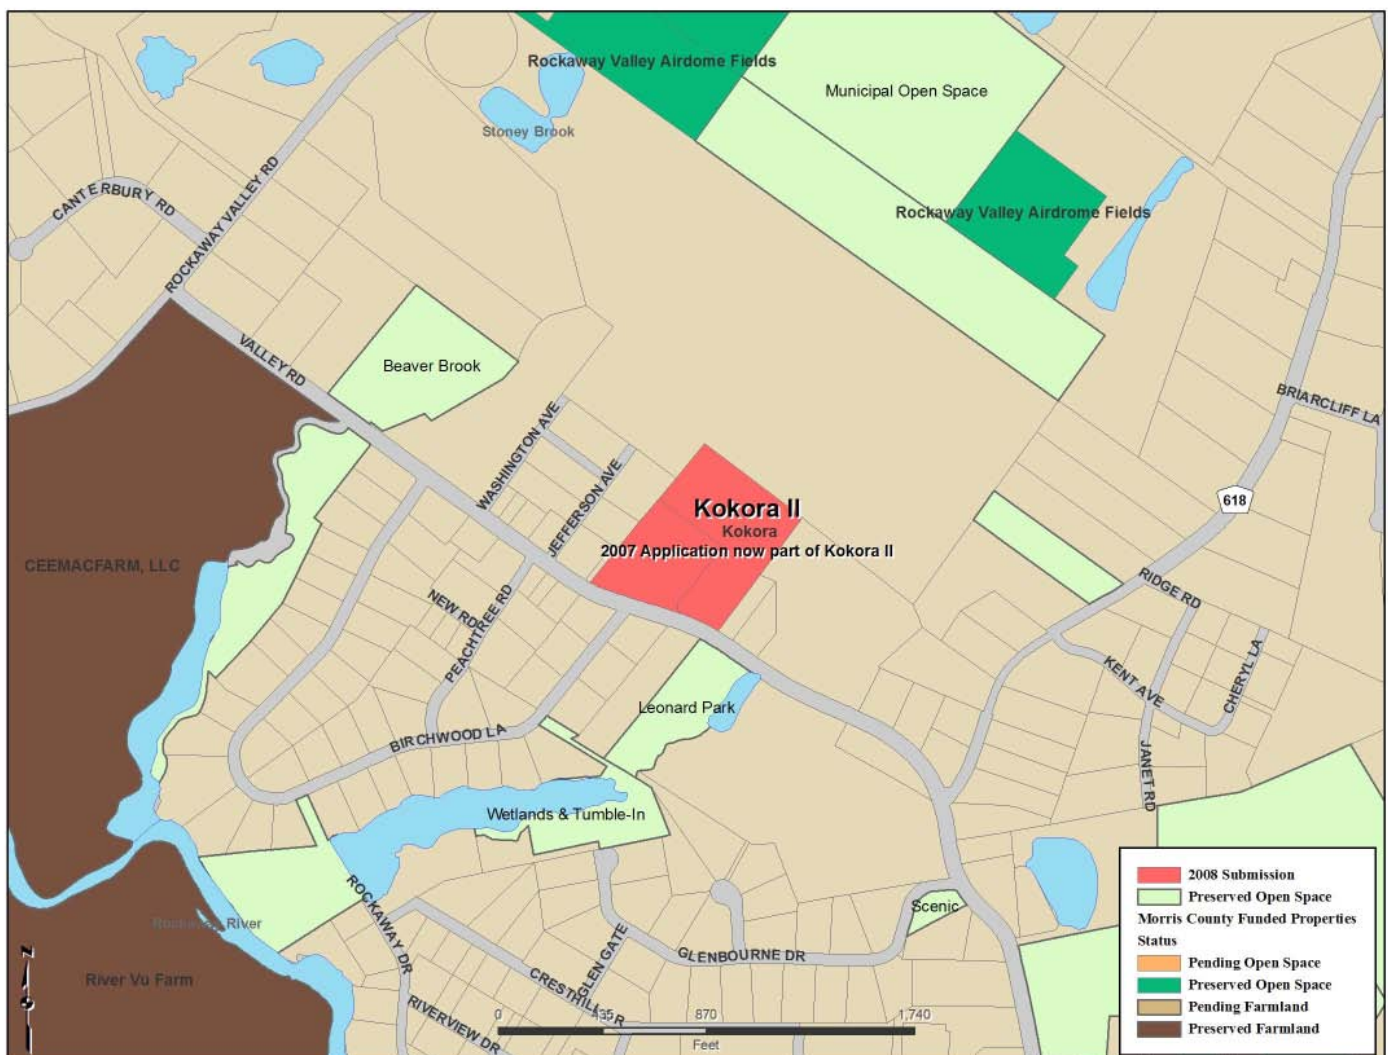 Rockaway Valley Airdome Fields
Municipal Open Space
Stoney Brook
CANTERBURY RD
ROCKAWAY VALLEY RD
Rockaway Valley Airdrome Fields
VALLEY RD
Beaver Brook
BRIARCLIFF LA
WASHINGTON AVE
JEFFERSON AVE
618
Kokora II
Kokora
2007 Application now part of Kokora II
CEEMACFARM, LLC
RIDGE RD
NEW RD
PEACHTREE RD
KENT AVE
CHERYL LA
Leonard Park
BIRCHWOOD LA
JANET RD
Wetlands & Tumble-In
ROCKAWAY DR
Scenic
Rockaway River
GLEN GATE
GLENBOURNE DR
River Vu Farm
CRESTHILL DR
RIVERVIEW DR
N
0 435 870 1,740
Feet
2008 Submission
Preserved Open Space
Morris County Funded Properties
Status
Pending Open Space
Preserved Open Space
Pending Farmland
Preserved Farmland